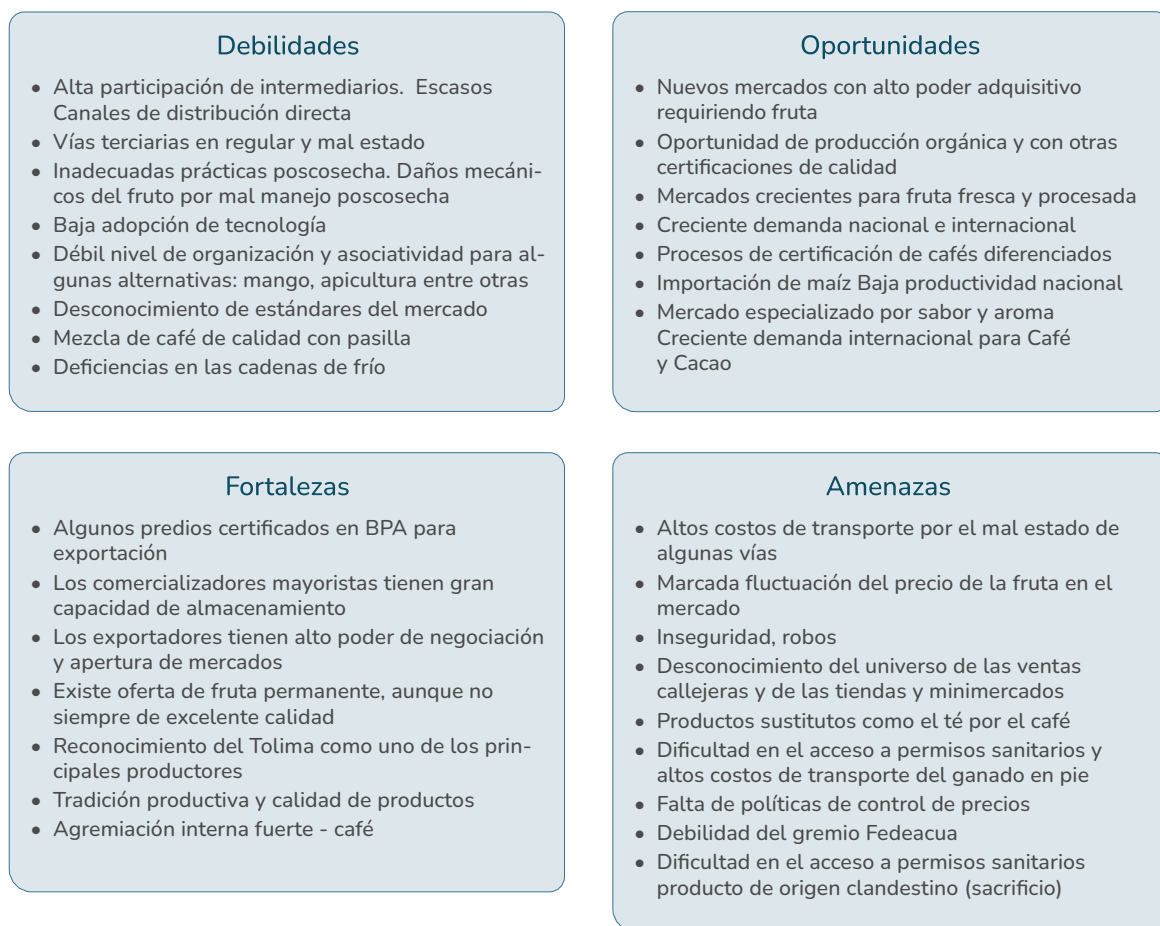 Debilidades
• Alta participación de intermediarios.  Escasos
Canales de distribución directa
• Vías terciarias en regular y mal estado
• Inadecuadas prácticas poscosecha. Daños mecáni-
cos del fruto por mal manejo poscosecha
• Baja adopción de tecnología
• Débil nivel de organización y asociatividad para al-
gunas alternativas: mango, apicultura entre otras
• Desconocimiento de estándares del mercado
• Mezcla de café de calidad con pasilla
• Deficiencias en las cadenas de frío
Oportunidades
• Nuevos mercados con alto poder adquisitivo
requiriendo fruta
• Oportunidad de producción orgánica y con otras
certificaciones de calidad
• Mercados crecientes para fruta fresca y procesada
• Creciente demanda nacional e internacional
• Procesos de certificación de cafés diferenciados
• Importación de maíz Baja productividad nacional
• Mercado especializado por sabor y aroma
Creciente demanda internacional para Café
y Cacao
Fortalezas
• Algunos predios certificados en BPA para
exportación
• Los comercializadores mayoristas tienen gran
capacidad de almacenamiento
• Los exportadores tienen alto poder de negociación
y apertura de mercados
• Existe oferta de fruta permanente, aunque no
siempre de excelente calidad
• Reconocimiento del Tolima como uno de los prin-
cipales productores
• Tradición productiva y calidad de productos
• Agremiación interna fuerte - café
Amenazas
• Altos costos de transporte por el mal estado de
algunas vías
• Marcada fluctuación del precio de la fruta en el
mercado
• Inseguridad, robos
• Desconocimiento del universo de las ventas
callejeras y de las tiendas y minimercados
• Productos sustitutos como el té por el café
• Dificultad en el acceso a permisos sanitarios y
altos costos de transporte del ganado en pie
• Falta de políticas de control de precios
• Debilidad del gremio Fedeacua
• Dificultad en el acceso a permisos sanitarios
producto de origen clandestino (sacrificio)